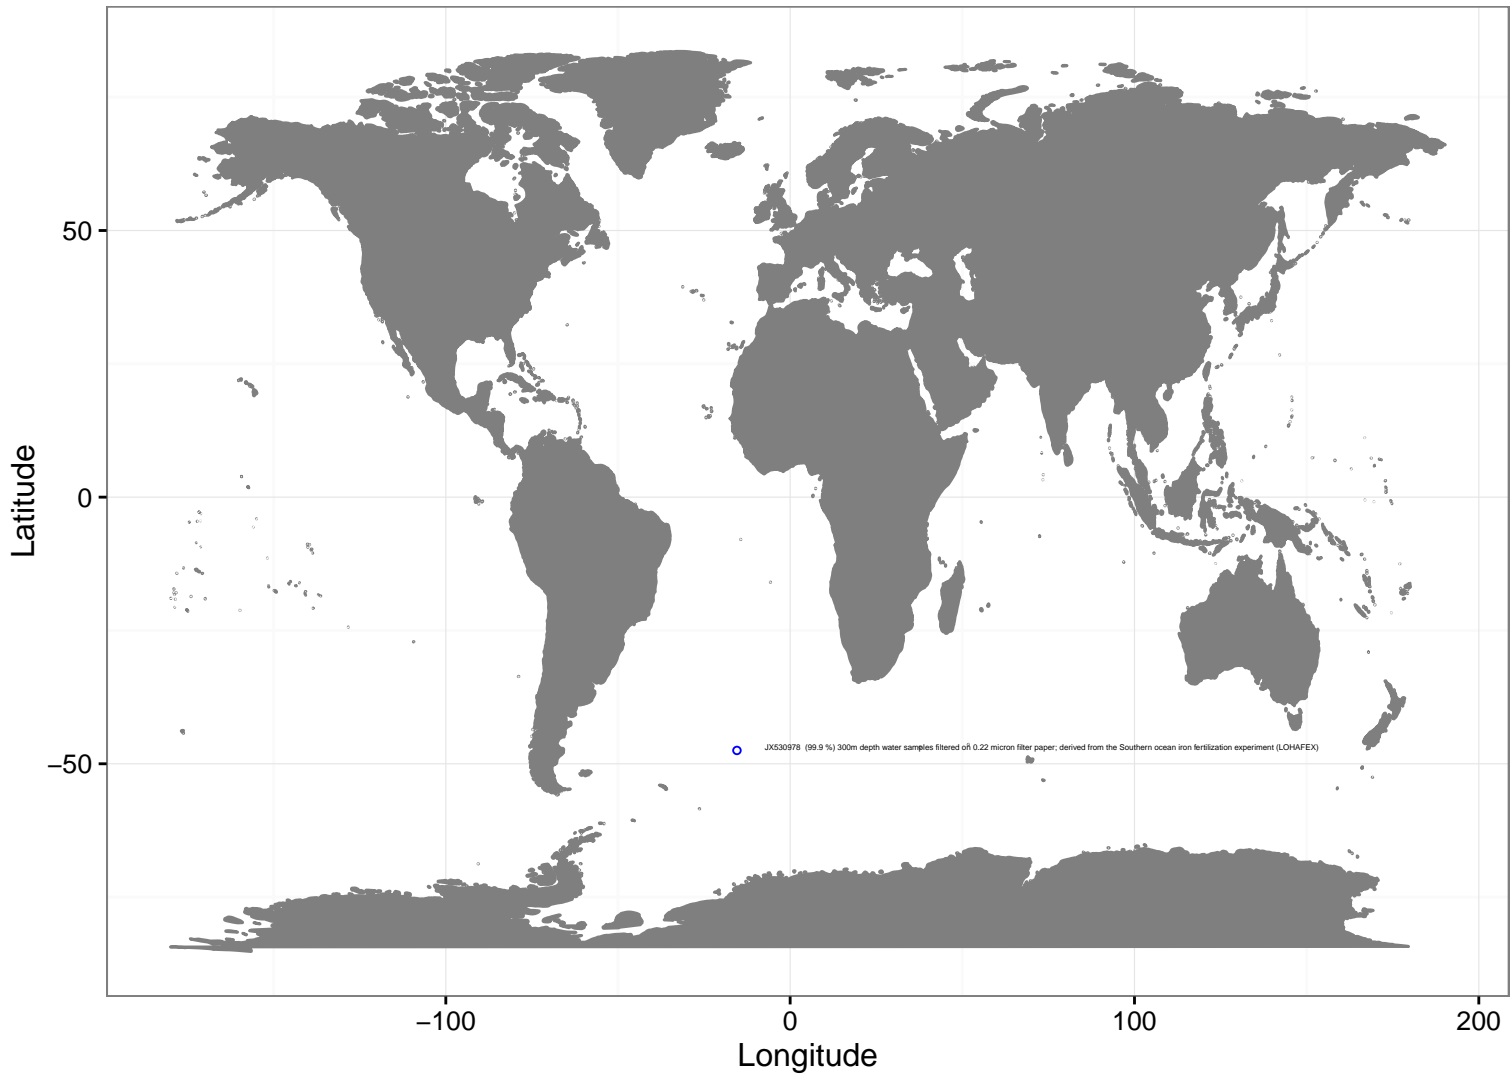 50
0
−50
Latitude
JX530978 (99.9 %) 300m depth water samples filtered on 0.22 micron filter paper; derived from the Southern ocean iron fertilization experiment (LOHAFEX)
−100
0
100
200
Longitude